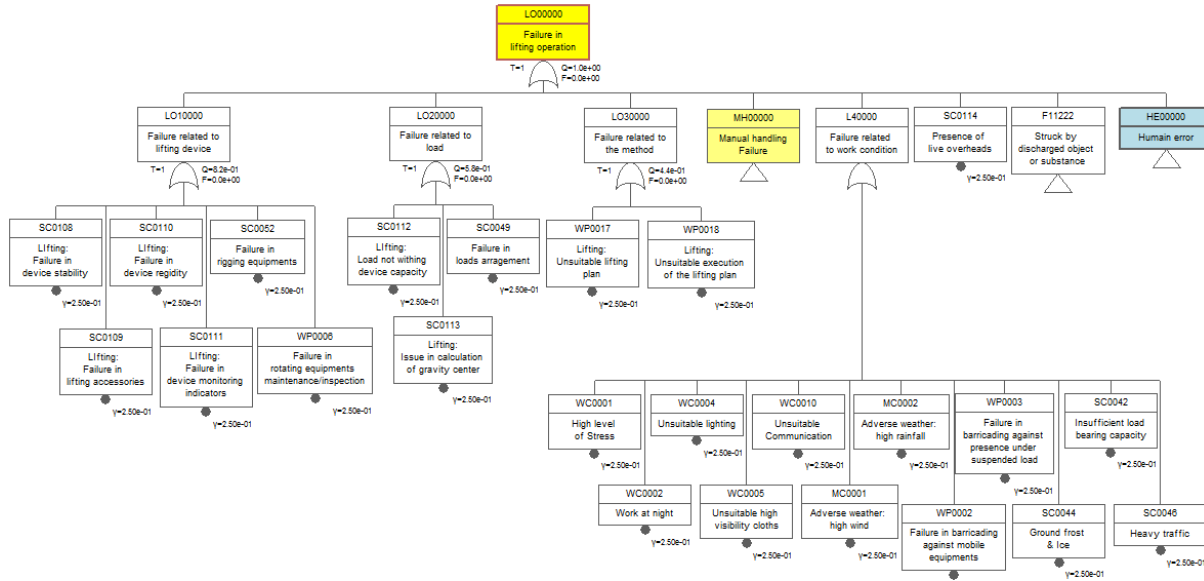 LO00000
Failure in
lifting operation
T=1
Q=1.0e+00
F=0.0e+00
LO10000
Failure related to
lifting device
T=1
Q=8.2e-01
F=0.0e+00
LO20000
Failure related to
load
T=1
Q=5.8e-01
F=0.0e+00
LO30000
Failure related to
the method
T=1
Q=4.4e-01
F=0.0e+00
MH00000
Manual handling
Failure
L40000
Failure related
to work condition
SC0114
Presence of
live overheads
γ=2.50e-01
F11222
Struck by
discharged object
or substance
HE00000
Humain error
SC0108
LIfting:
Failure in
device stability
γ=2.50e-01
SC0110
LIfting:
Failure in
device regidity
γ=2.50e-01
SC0052
Failure in
rigging equipments
γ=2.50e-01
SC0112
Lifting:
Load not withing
device capacity
γ=2.50e-01
SC0049
Failure in
loads arragement
γ=2.50e-01
WP0017
Lifting:
Unsuitable lifting
plan
γ=2.50e-01
WP0018
Lifting:
Unsuitable execution
of the lifting plan
γ=2.50e-01
SC0109
LIfting:
Failure in
lifting accessories
γ=2.50e-01
SC0111
LIfting:
Failure in
device monitoring
indicators
γ=2.50e-01
WP0006
Failure in
rotating equipments
maintenance/inspection
γ=2.50e-01
SC0113
Lifting:
Issue in calculation
of gravity center
γ=2.50e-01
WC0001
High level
of Stress
γ=2.50e-01
WC0004
Unsuitable lighting
γ=2.50e-01
WC0010
Unsuitable
Communication
γ=2.50e-01
MC0002
Adverse weather:
high rainfall
γ=2.50e-01
WP0003
Failure in
barricading against
presence under
suspended load
γ=2.50e-01
SC0042
Insufficient load
bearing capacity
γ=2.50e-01
WC0002
Work at night
γ=2.50e-01
WC0005
Unsuitable high
visibility cloths
γ=2.50e-01
MC0001
Adverse weather:
high wind
γ=2.50e-01
WP0002
Failure in barricading
against mobile
equipments
SC0044
Ground frost
& Ice
γ=2.50e-01
SC0046
Heavy traffic
γ=2.50e-01